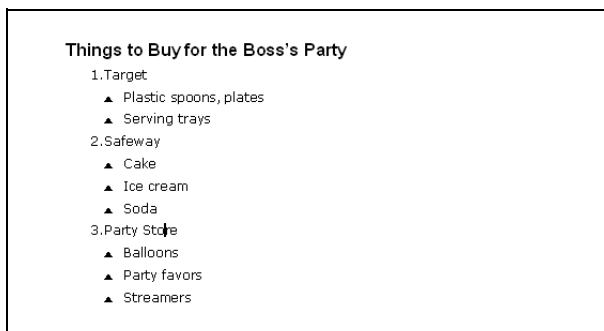 Things to Buy for the Boss's Party
1.Target
▲ Plastic spoons, plates
▲ Serving trays
2.Safeway
▲ Cake
▲ Ice cream
▲ Soda
3.Party Store
▲ Balloons
▲ Party favors
▲ Streamers